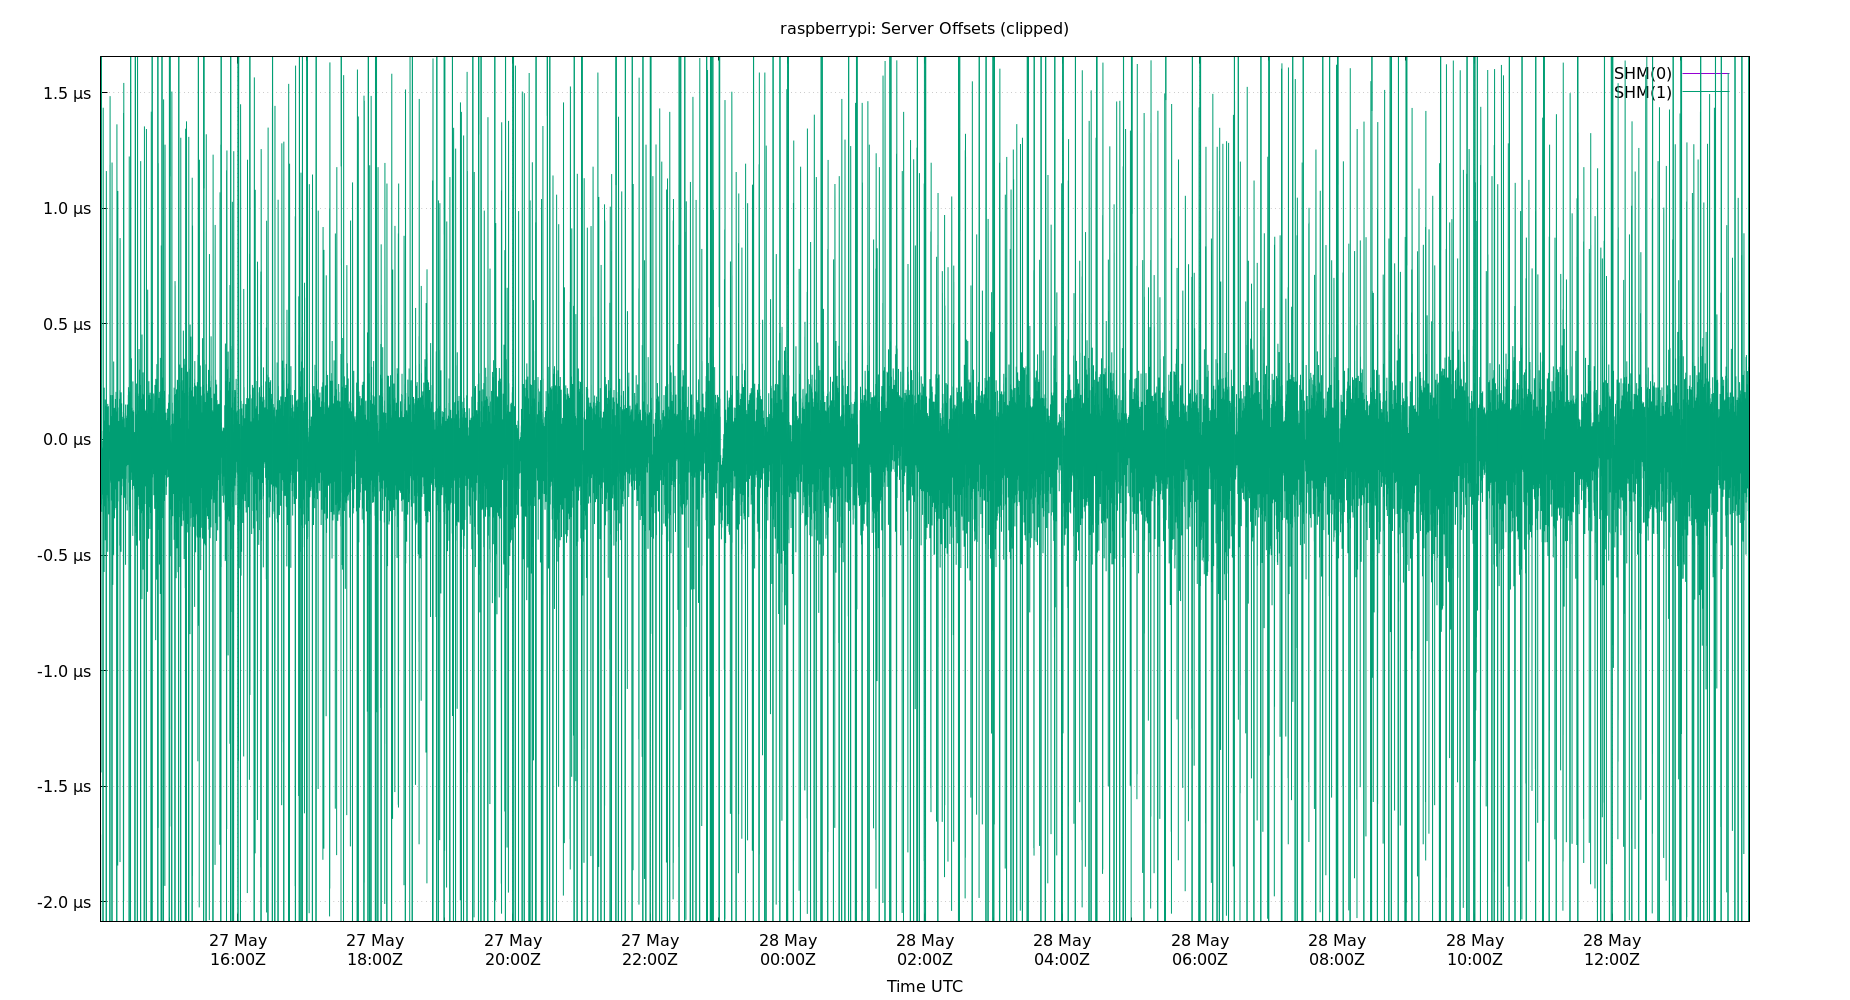 raspberrypi: Server Offsets (clipped)
SHM(0)
SHM(1)
1.5 µs
1.0 µs
0.5 µs
0.0 µs
-0.5 µs
-1.0 µs
-1.5 µs
-2.0 µs
27 May 27 May 27 May 27 May 28 May 28 May 28 May 28 May 28 May 28 May 28 May
16:00Z 18:00Z 20:00Z 22:00Z 00:00Z 02:00Z 04:00Z 06:00Z 08:00Z 10:00Z 12:00Z
Time UTC